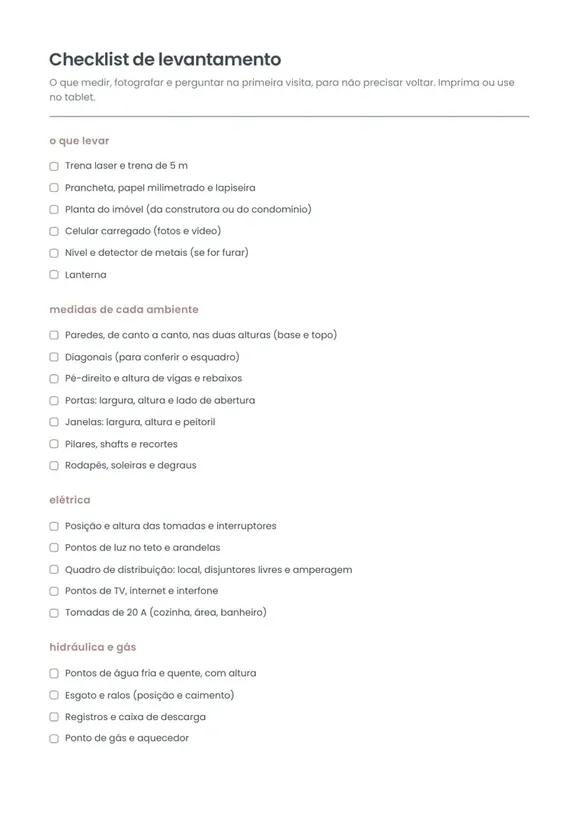 Checklist de levantamento
O que medir, fotografar e perguntar na primeira visita, para não precisar voltar. Imprima ou use
no tablet.
o que levar
Trena laser e trena de 5 m
Prancheta, papel milimetrado e lapiseira
Planta do imóvel (da construtora ou do condomínio)
Celular carregado (fotos e vídeo)
Nível e detector de metais (se for furar)
Lanterna
medidas de cada ambiente
Paredes, de canto a canto, nas duas alturas (base e topo)
Diagonais (para conferir o esquadro)
Pé-direito e altura de vigas e rebaixos
Portas: largura, altura e lado de abertura
Janelas: largura, altura e peitoril
Pilares, shafts e recortes
Rodapés, soleiras e degraus
elétrica
Posição e altura das tomadas e interruptores
Pontos de luz no teto e arandelas
Quadro de distribuição: local, disjuntores livres e amperagem
Pontos de TV, internet e interfone
Tomadas de 20 A (cozinha, área, banheiro)
hidráulica e gás
Pontos de água fria e quente, com altura
Esgoto e ralos (posição e caimento)
Registros e caixa de descarga
Ponto de gás e aquecedor